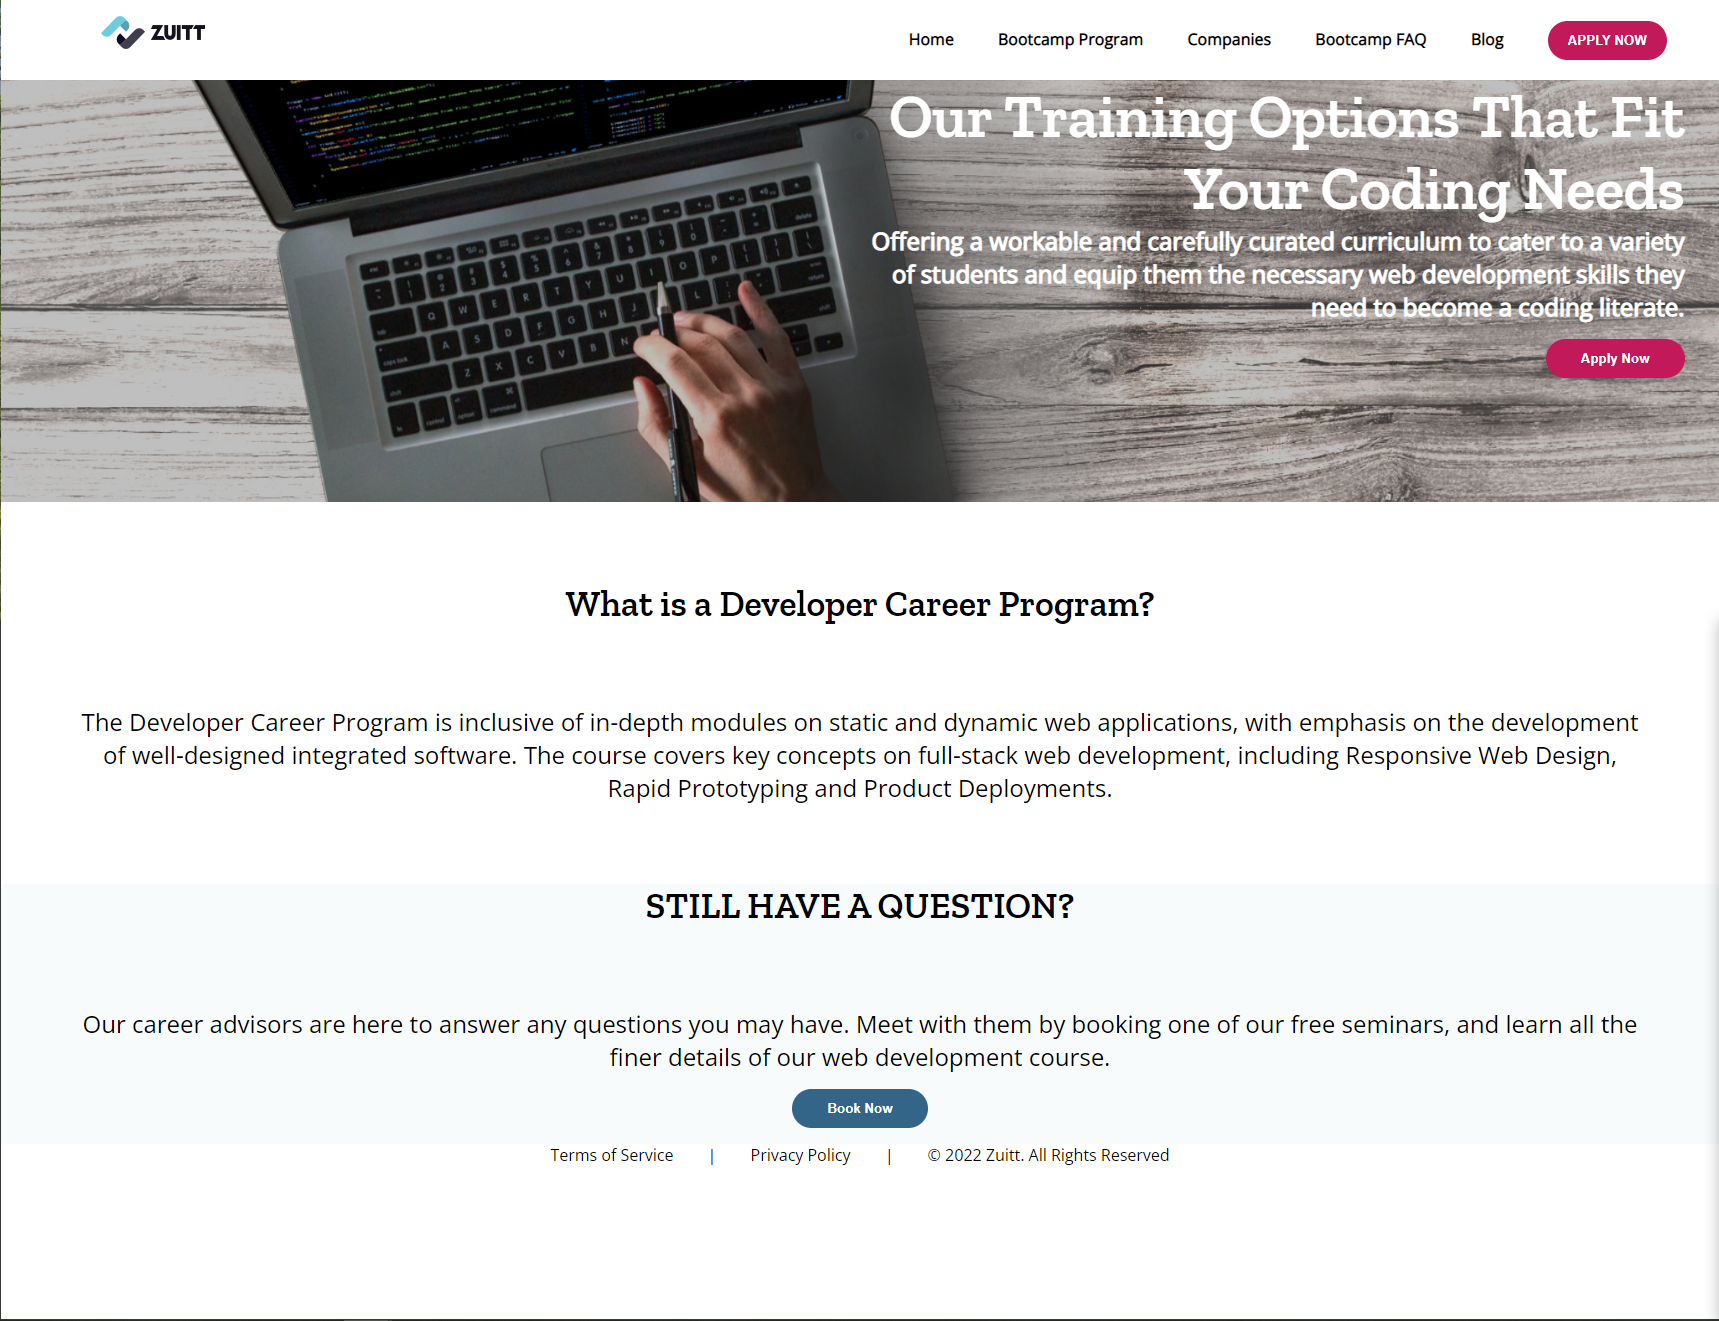 ZUITT
Home Bootcamp Program Companies Bootcamp FAQ Blog APPLY NOW
Our Training Options That Fit
Your Coding Needs
Offering a workable and carefully curated curriculum to cater to a variety
of students and equip them the necessary web development skills they
need to become a coding literate.
Apply Now
What is a Developer Career Program?
The Developer Career Program is inclusive of in-depth modules on static and dynamic web applications, with emphasis on the development
of well-designed integrated software. The course covers key concepts on full-stack web development, including Responsive Web Design,
Rapid Prototyping and Product Deployments.
STILL HAVE A QUESTION?
Our career advisors are here to answer any questions you may have. Meet with them by booking one of our free seminars, and learn all the
finer details of our web development course.
Book Now
Terms of Service | Privacy Policy | © 2022 Zuitt. All Rights Reserved